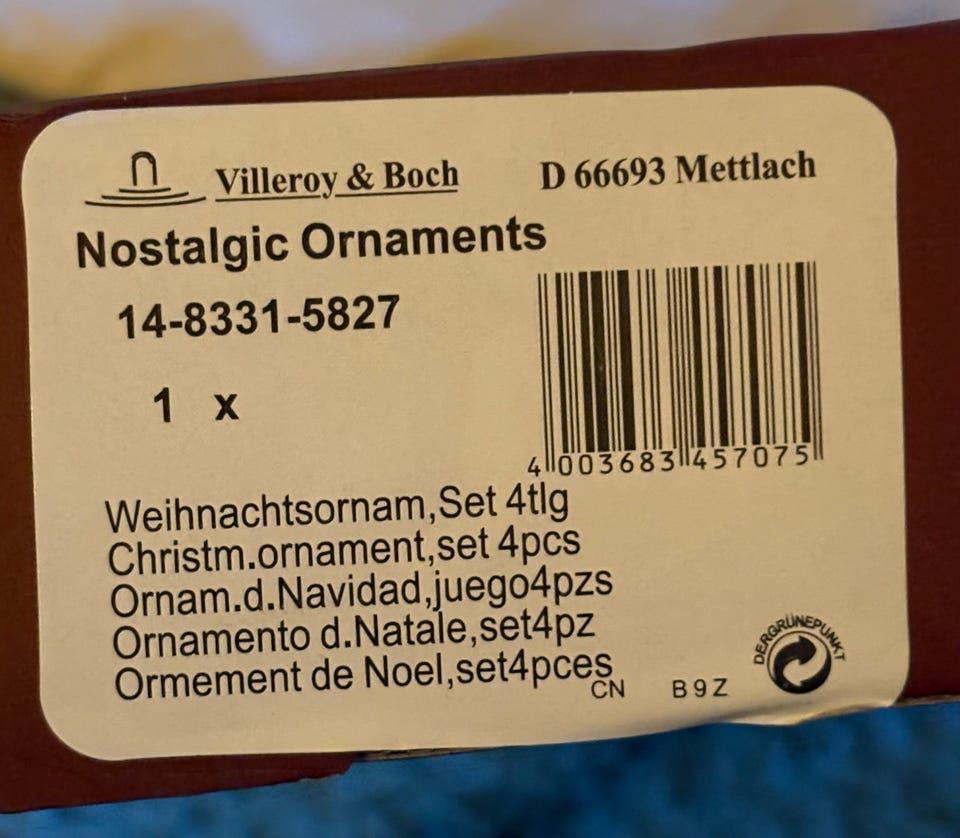 Villeroy & Boch D 66693 Mettlach
Nostalgic Ornaments
14-8331-5827
1 x
4 003683 457075
Weihnachtsornam,Set 4tlg
Christm.ornament,set 4pcs
Ornam.d.Navidad,juego4pzs
Ornamento d.Natale,set4pz
Ormement de Noel,set4pces
CN B9Z
DERGRÜNEPUNKT